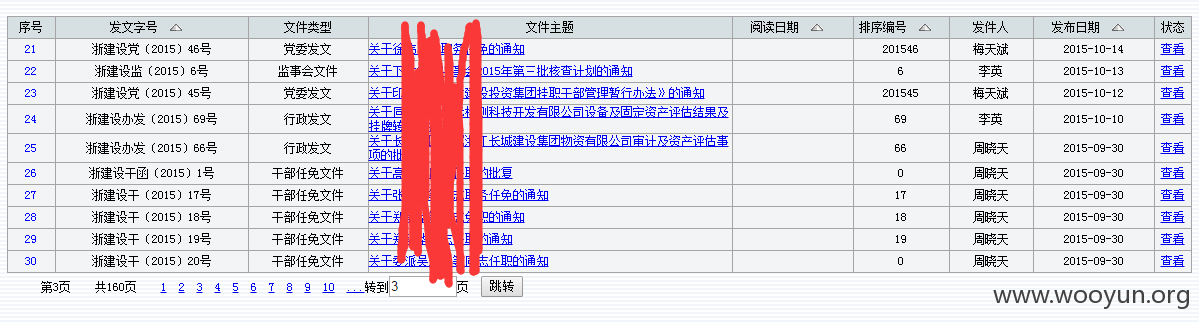 序号 发文字号 文件类型 文件主题 阅读日期 排序编号 发件人 发布日期 状态
21 浙建设党（2015）46号 党委发文 关于徐 职务任免的通知 201546 梅天斌 2015-10-14 查看
22 浙建设监（2015）6号 监事会文件 关于下 2015年第三批核查计划的通知 6 李英 2015-10-13 查看
23 浙建设党（2015）45号 党委发文 关于印 建设投资集团挂职干部管理暂行办法》的通知 201545 梅天斌 2015-10-12 查看
24 浙建设办发（2015）69号 行政发文 关于同 检测科技开发有限公司设备及固定资产评估结果及 69 李英 2015-10-10 查看
挂牌转
25 浙建设办发（2015）66号 行政发文 关于长 浙江长城建设集团物资有限公司审计及资产评估事 66 周晓天 2015-09-30 查看
项的批
26 浙建设干函（2015）1号 干部任免文件 关于高 职的批复 0 周晓天 2015-09-30 查看
27 浙建设干（2015）17号 干部任免文件 关于张 职务任免的通知 17 周晓天 2015-09-30 查看
28 浙建设干（2015）18号 干部任免文件 关于郑 免职的通知 18 周晓天 2015-09-30 查看
29 浙建设干（2015）19号 干部任免文件 关于郑 志任职的通知 19 周晓天 2015-09-30 查看
30 浙建设干（2015）20号 干部任免文件 关于委派吴 同志任职的通知 0 周晓天 2015-09-30 查看
第3页 共160页 1 2 3 4 5 6 7 8 9 10 ...转到 3 页 跳转
www.wooyun.org